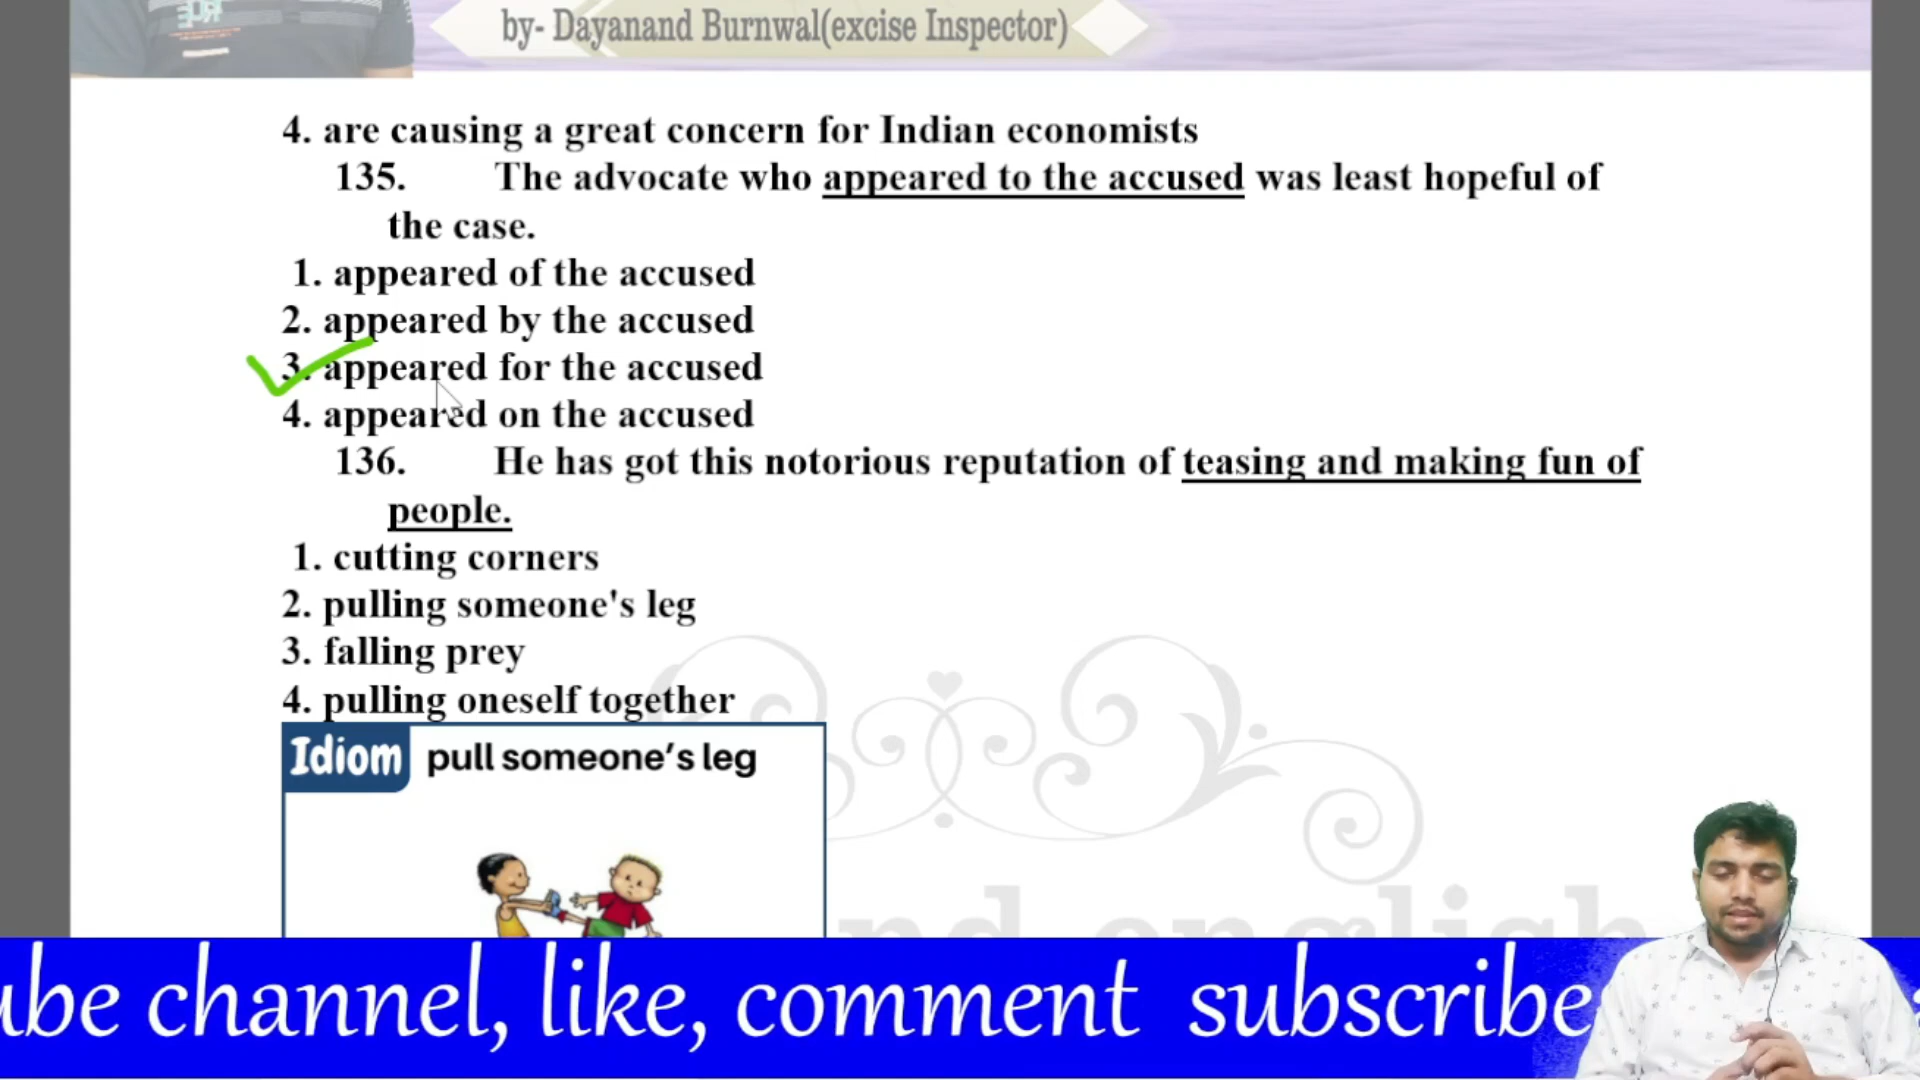 by- Dayanand Burnwal(excise Inspector)
4. are causing a great concern for Indian economists
135. The advocate who appeared to the accused was least hopeful of
the case.
1. appeared of the accused
2. appeared by the accused
3. appeared for the accused
4. appeared on the accused
136. He has got this notorious reputation of teasing and making fun of
people.
1. cutting corners
2. pulling someone's leg
3. falling prey
4. pulling oneself together
Idiom pull someone's leg
nd english
ube channel, like, comment subscribe